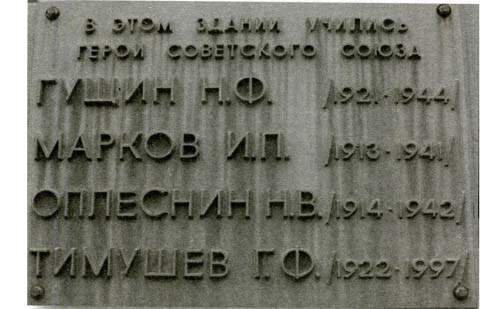 В ЭТОМ ЗДАНИИ УЧИЛИСЬ
ГЕРОИ СОВЕТСКОГО СОЮЗА
ГУЩИН Н.Ф. /1921·1944/
МАРКОВ И.П. /1913·1941/
ОПЛЕСНИН Н.В. /1914·1942/
ТИМУШЕВ Г.Ф. /1922·1997/